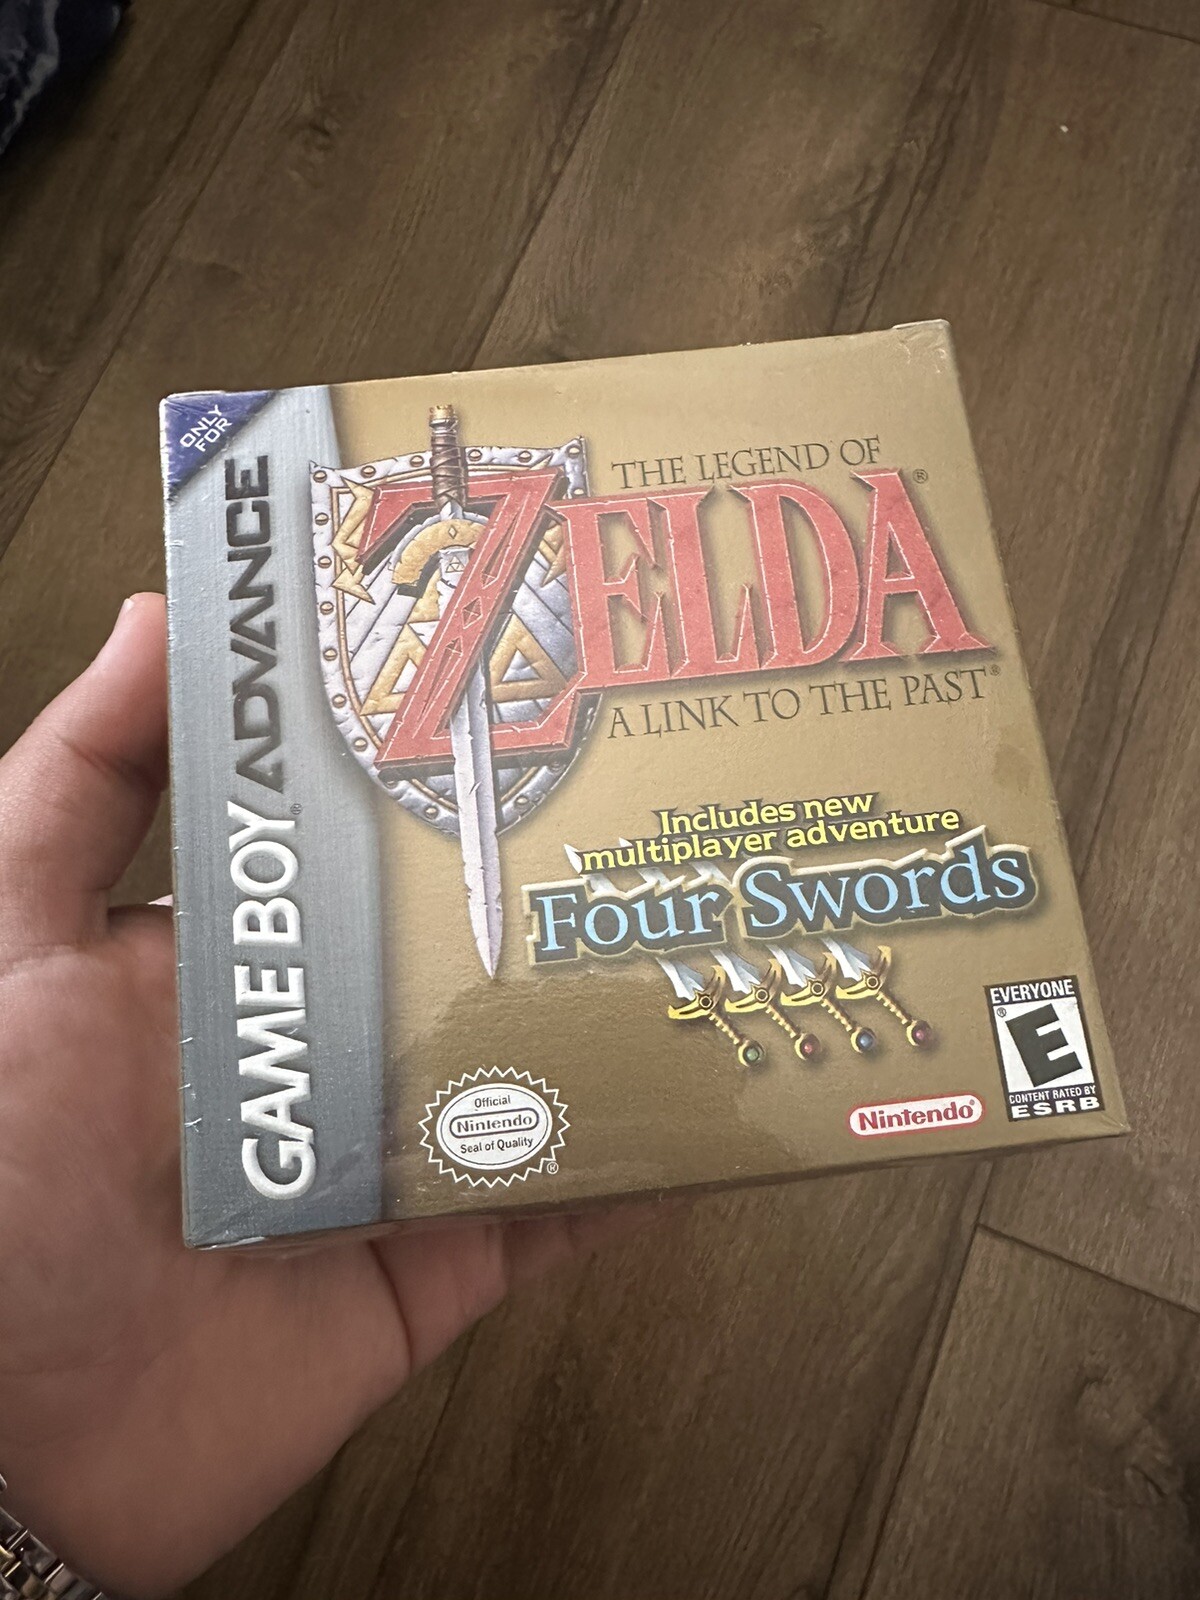 ONLY
FOR
GAME BOY ADVANCE
THE LEGEND OF
ZELDA®
A LINK TO THE PAST®
Includes new
multiplayer adventure
Four Swords
EVERYONE
E
®
CONTENT RATED BY
ESRB
Official
Nintendo
Seal of Quality
®
Nintendo®